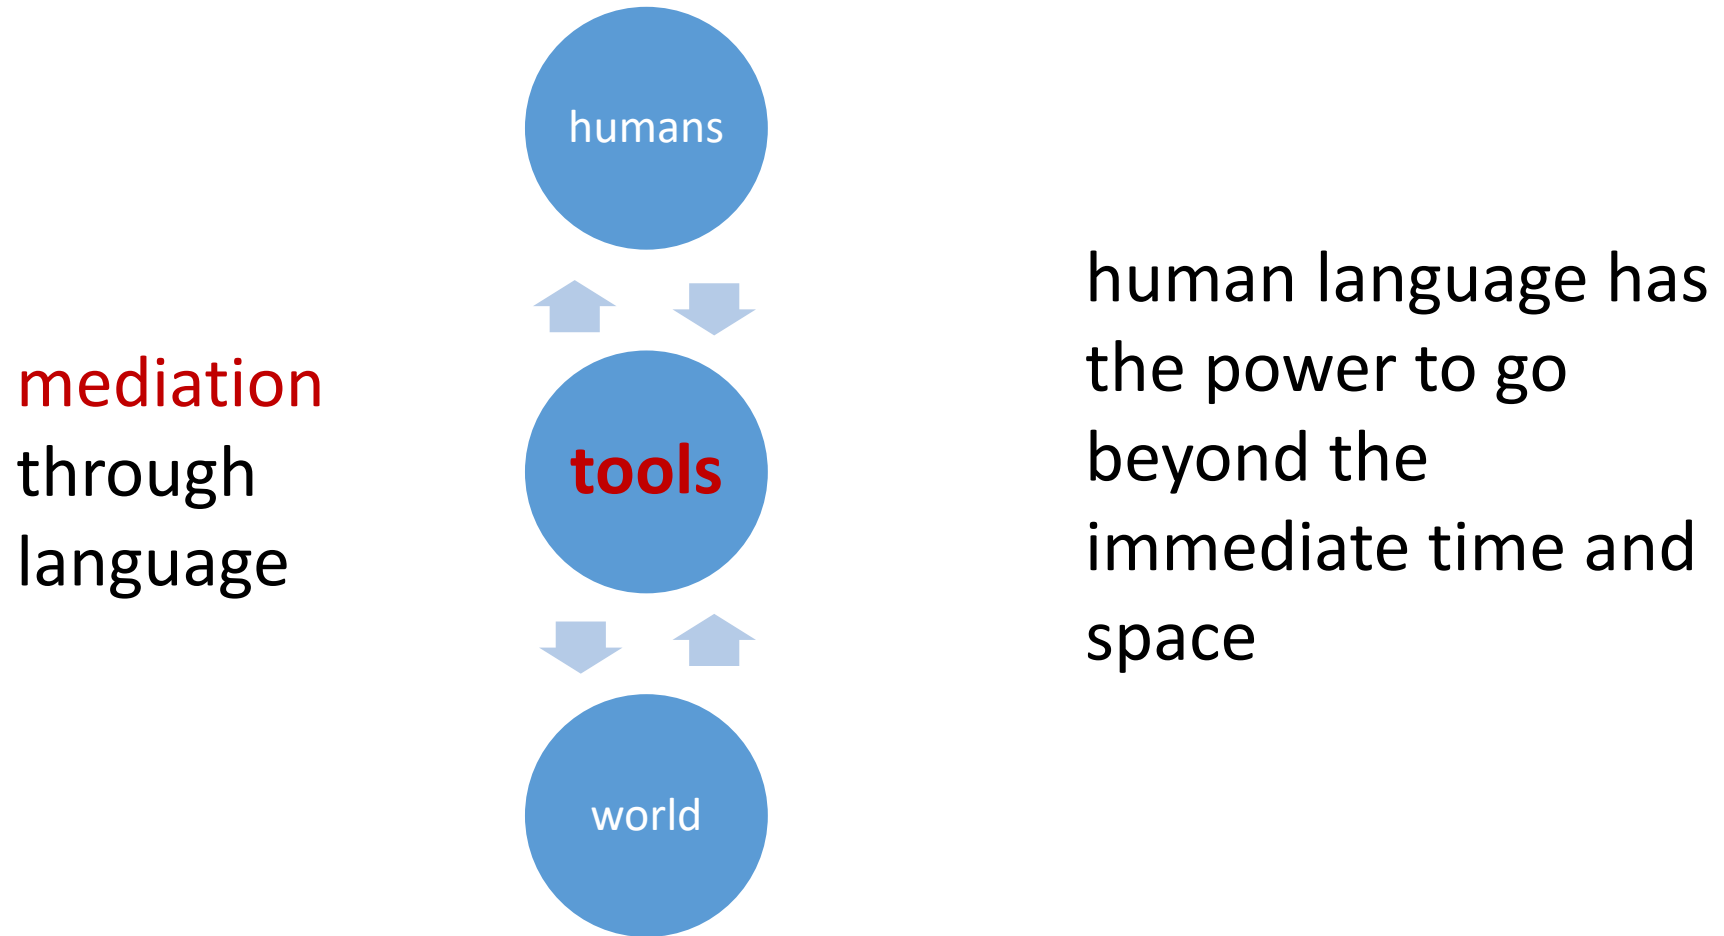 humans
mediation
through
language
tools
human language has
the power to go
beyond the
immediate time and
space
world